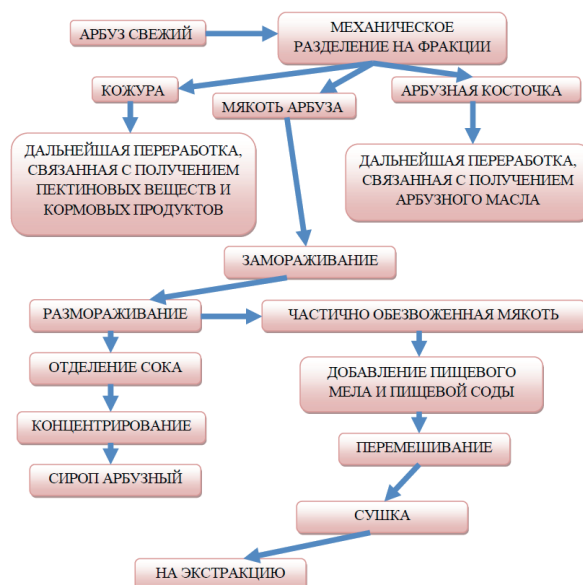 АРБУЗ СВЕЖИЙ
МЕХАНИЧЕСКОЕ
РАЗДЕЛЕНИЕ НА ФРАКЦИИ
КОЖУРА
МЯКОТЬ АРБУЗА
АРБУЗНАЯ КОСТОЧКА
ДАЛЬНЕЙШАЯ ПЕРЕРАБОТКА,
СВЯЗАННАЯ С ПОЛУЧЕНИЕМ
ПЕКТИНОВЫХ ВЕЩЕСТВ И
КОРМОВЫХ ПРОДУКТОВ
ДАЛЬНЕЙШАЯ ПЕРЕРАБОТКА,
СВЯЗАННАЯ С ПОЛУЧЕНИЕМ
АРБУЗНОГО МАСЛА
ЗАМОРАЖИВАНИЕ
РАЗМОРАЖИВАНИЕ
ЧАСТИЧНО ОБЕЗВОЖЕННАЯ МЯКОТЬ
ОТДЕЛЕНИЕ СОКА
ДОБАВЛЕНИЕ ПИЩЕВОГО
МЕЛА И ПИЩЕВОЙ СОДЫ
КОНЦЕНТРИРОВАНИЕ
ПЕРЕМЕШИВАНИЕ
СИРОП АРБУЗНЫЙ
СУШКА
НА ЭКСТРАКЦИЮ